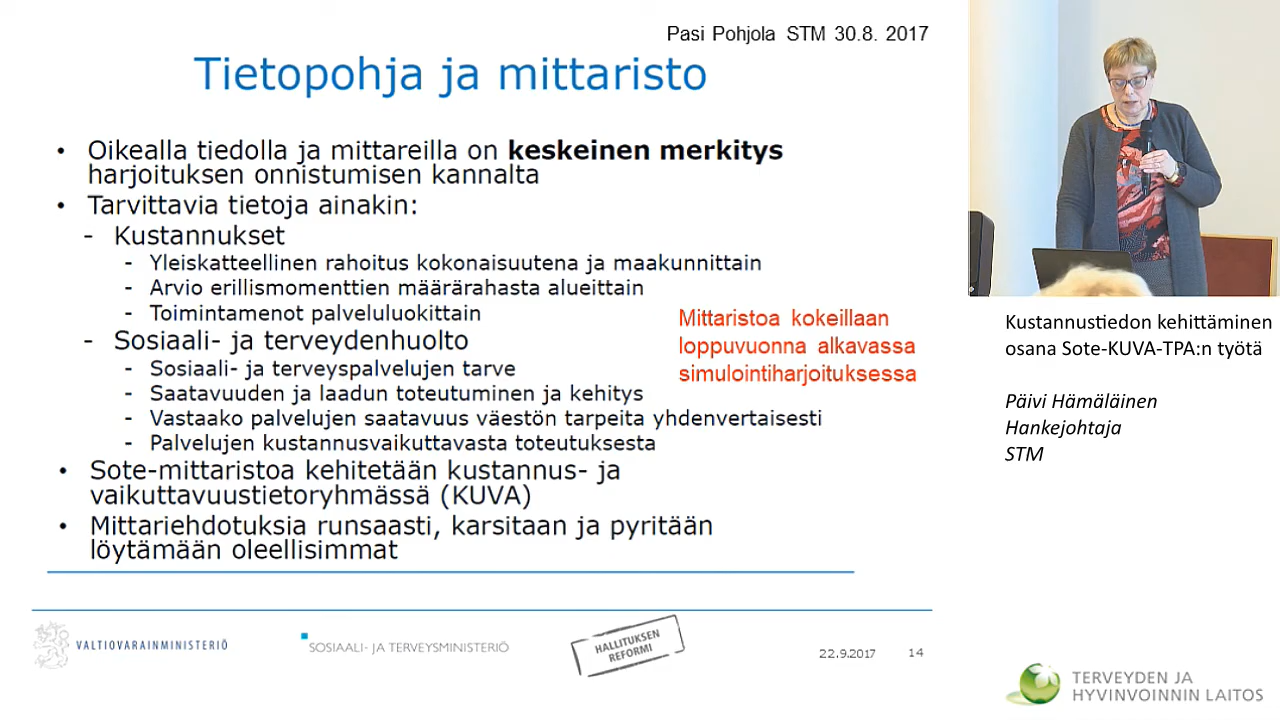 Pasi Pohjola STM 30.8. 2017
Tietopohja ja mittaristo
• Oikealla tiedolla ja mittareilla on keskeinen merkitys
harjoituksen onnistumisen kannalta
• Tarvittavia tietoja ainakin:
- Kustannukset
- Yleiskatteellinen rahoitus kokonaisuutena ja maakunnittain
- Arvio erillismomenttien määrärahasta alueittain
- Toimintamenot palveluluokittain
- Sosiaali- ja terveydenhuolto
- Sosiaali- ja terveyspalvelujen tarve
- Saatavuuden ja laadun toteutuminen ja kehitys
- Vastaako palvelujen saatavuus väestön tarpeita yhdenvertaisesti
- Palvelujen kustannusvaikuttavasta toteutuksesta
• Sote-mittaristoa kehitetään kustannus- ja
vaikuttavuustietoryhmässä (KUVA)
• Mittariehdotuksia runsaasti, karsitaan ja pyritään
löytämään oleellisimmat
Mittaristoa kokeillaan
loppuvuonna alkavassa
simulointiharjoituksessa
VALTIOVARAINMINISTERIÖ
SOSIAALI- JA TERVEYSMINISTERIÖ
HALLITUKSEN
REFORMI
22.9.2017 14
Kustannustiedon kehittäminen
osana Sote-KUVA-TPA:n työtä
Päivi Hämäläinen
Hankejohtaja
STM
TERVEYDEN JA
HYVINVOINNIN LAITOS